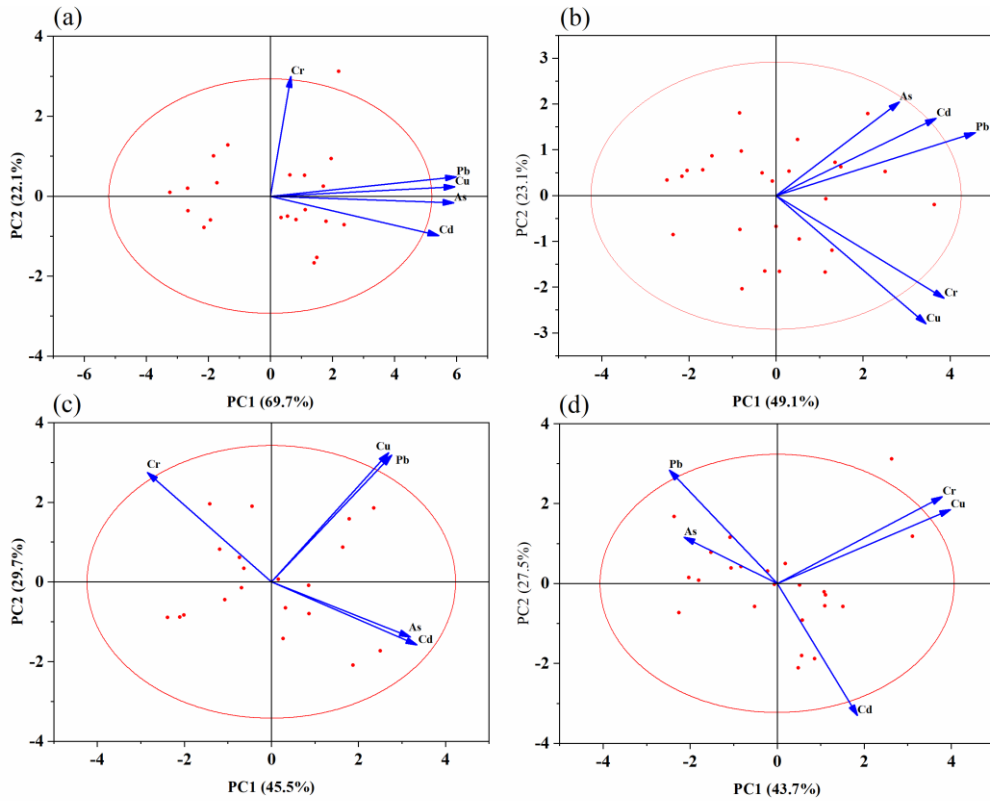 (a)
(b)
4
2
0
-2
-4
PC2 (22.1%)
Cr
Pb
Cu
As
Cd
-6
-4
-2
0
2
4
6
PC1 (69.7%)
3
2
1
0
-1
-2
-3
PC2 (23.1%)
As
Cd
Pb
Cr
Cu
-4
-2
0
2
4
PC1 (49.1%)
(c)
(d)
4
2
0
-2
-4
PC2 (29.7%)
Cr
Cu
Pb
As
Cd
-4
-2
0
2
4
PC1 (45.5%)
4
2
0
-2
-4
PC2 (27.5%)
Pb
As
Cr
Cu
Cd
-4
-2
0
2
4
PC1 (43.7%)